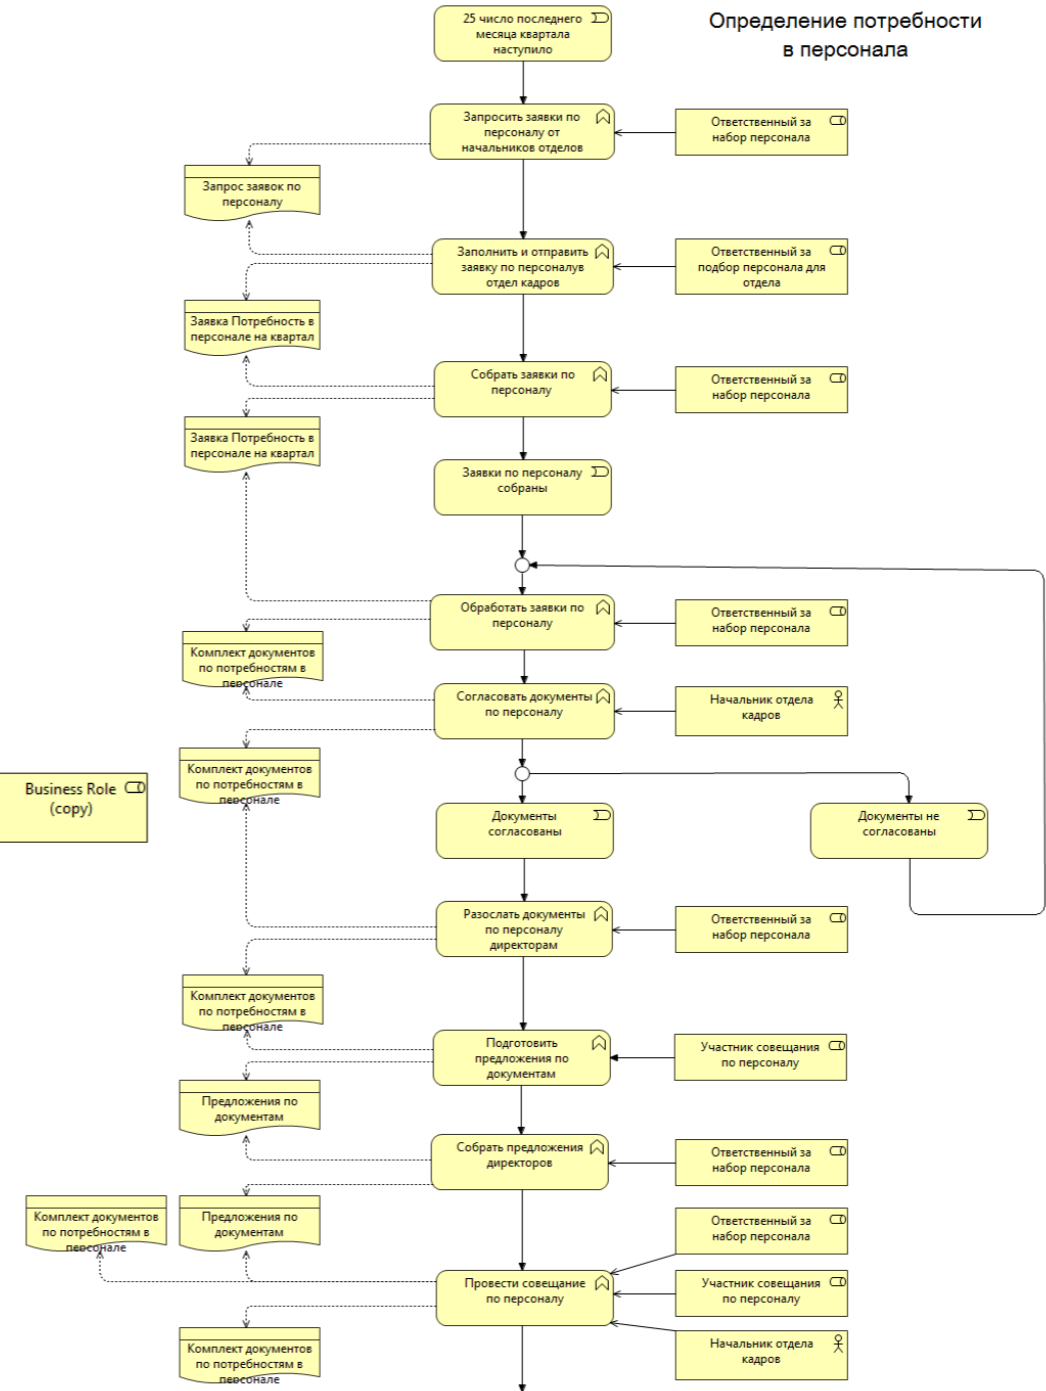 25 число последнего
месяца квартала
наступило
Определение потребности
в персонала
Запросить заявки по
персоналу от
начальников отделов
Ответственный за
набор персонала
Запрос заявок по
персоналу
Заполнить и отправить
заявку по персоналув
отдел кадров
Ответственный за
подбор персонала для
отдела
Заявка Потребность в
персонале на квартал
Собрать заявки по
персоналу
Ответственный за
набор персонала
Заявка Потребность в
персонале на квартал
Заявки по персоналу
собраны
Обработать заявки по
персоналу
Ответственный за
набор персонала
Комплект документов
по потребностям в
персонале
Согласовать документы
по персоналу
Начальник отдела
кадров
Комплект документов
по потребностям в
персонале
Business Role
(copy)
Документы
согласованы
Документы не
согласованы
Разослать документы
по персоналу
директорам
Ответственный за
набор персонала
Комплект документов
по потребностям в
персонале
Подготовить
предложения по
документам
Участник совещания
по персоналу
Предложения по
документам
Собрать предложения
директоров
Ответственный за
набор персонала
Комплект документов
по потребностям в
персонале
Предложения по
документам
Ответственный за
набор персонала
Провести совещание
по персоналу
Участник совещания
по персоналу
Начальник отдела
кадров
Комплект документов
по потребностям в
персонале